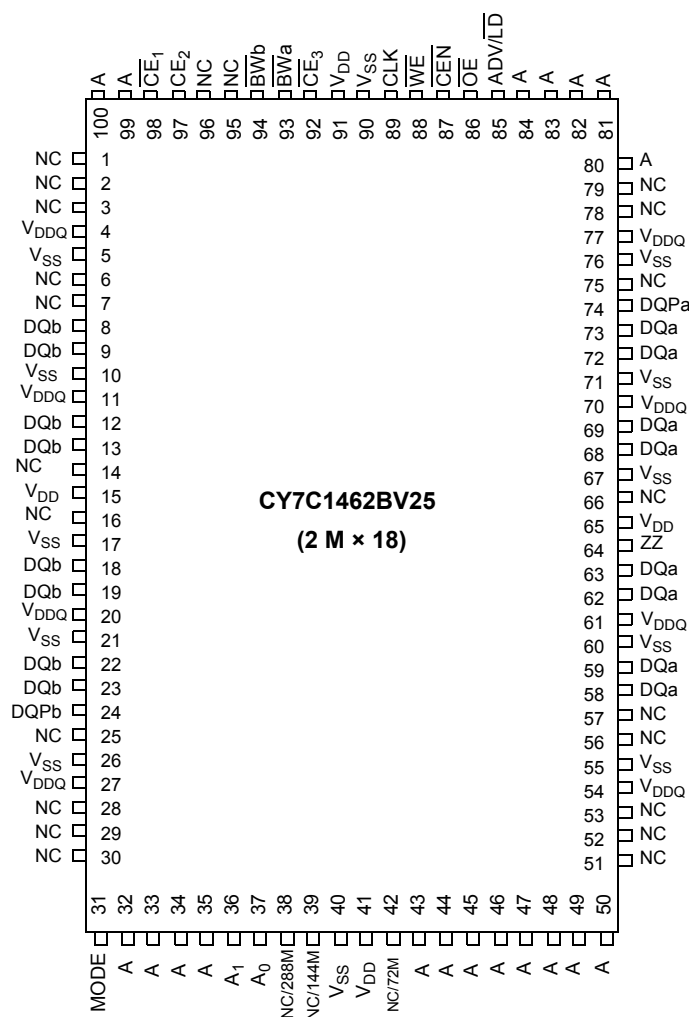 A
A
CE1
CE2
NC
NC
BWb
BWa
CE3
VDD
VSS
CLK
WE
CEN
OE
ADV/LD
A
A
A
A
100
99
98
97
96
95
94
93
92
91
90
89
88
87
86
85
84
83
82
81
NC 1
NC 2
NC 3
VDDQ 4
VSS 5
NC 6
NC 7
DQb 8
DQb 9
VSS 10
VDDQ 11
DQb 12
DQb 13
NC 14
VDD 15
NC 16
VSS 17
DQb 18
DQb 19
VDDQ 20
VSS 21
DQb 22
DQb 23
DQPb 24
NC 25
VSS 26
VDDQ 27
NC 28
NC 29
NC 30
CY7C1462BV25
(2 M × 18)
80 A
79 NC
78 NC
77 VDDQ
76 VSS
75 NC
74 DQPa
73 DQa
72 DQa
71 VSS
70 VDDQ
69 DQa
68 DQa
67 VSS
66 NC
65 VDD
64 ZZ
63 DQa
62 DQa
61 VDDQ
60 VSS
59 DQa
58 DQa
57 NC
56 NC
55 VSS
54 VDDQ
53 NC
52 NC
51 NC
31
32
33
34
35
36
37
38
39
40
41
42
43
44
45
46
47
48
49
50
MODE
A
A
A
A
A1
A0
NC/288M
NC/144M
VSS
VDD
NC/72M
A
A
A
A
A
A
A
A